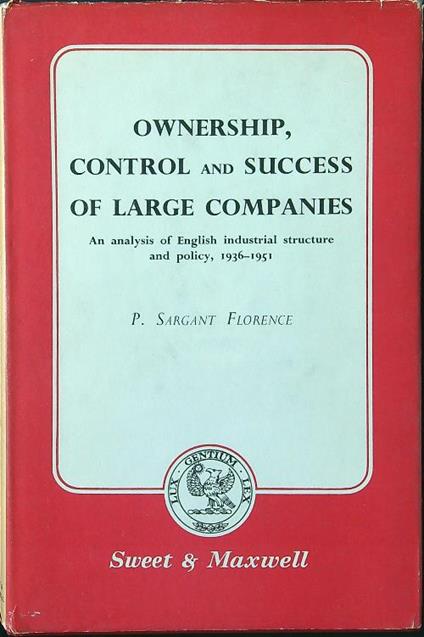 OWNERSHIP,
CONTROL AND SUCCESS
OF LARGE COMPANIES
An analysis of English industrial structure
and policy, 1936–1951
P. SARGANT FLORENCE
LUX GENTIUM LEX
Sweet & Maxwell